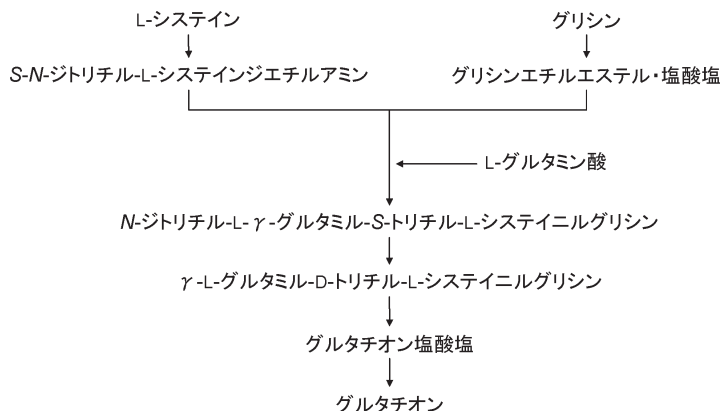 L-システイン
グリシン
S-N-ジトリチル-L-システインジエチルアミン
グリシンエチルエステル・塩酸塩
L-グルタミン酸
N-ジトリチル-L-γ-グルタミル-S-トリチル-L-システイニルグリシン
γ-L-グルタミル-D-トリチル-L-システイニルグリシン
グルタチオン塩酸塩
グルタチオン